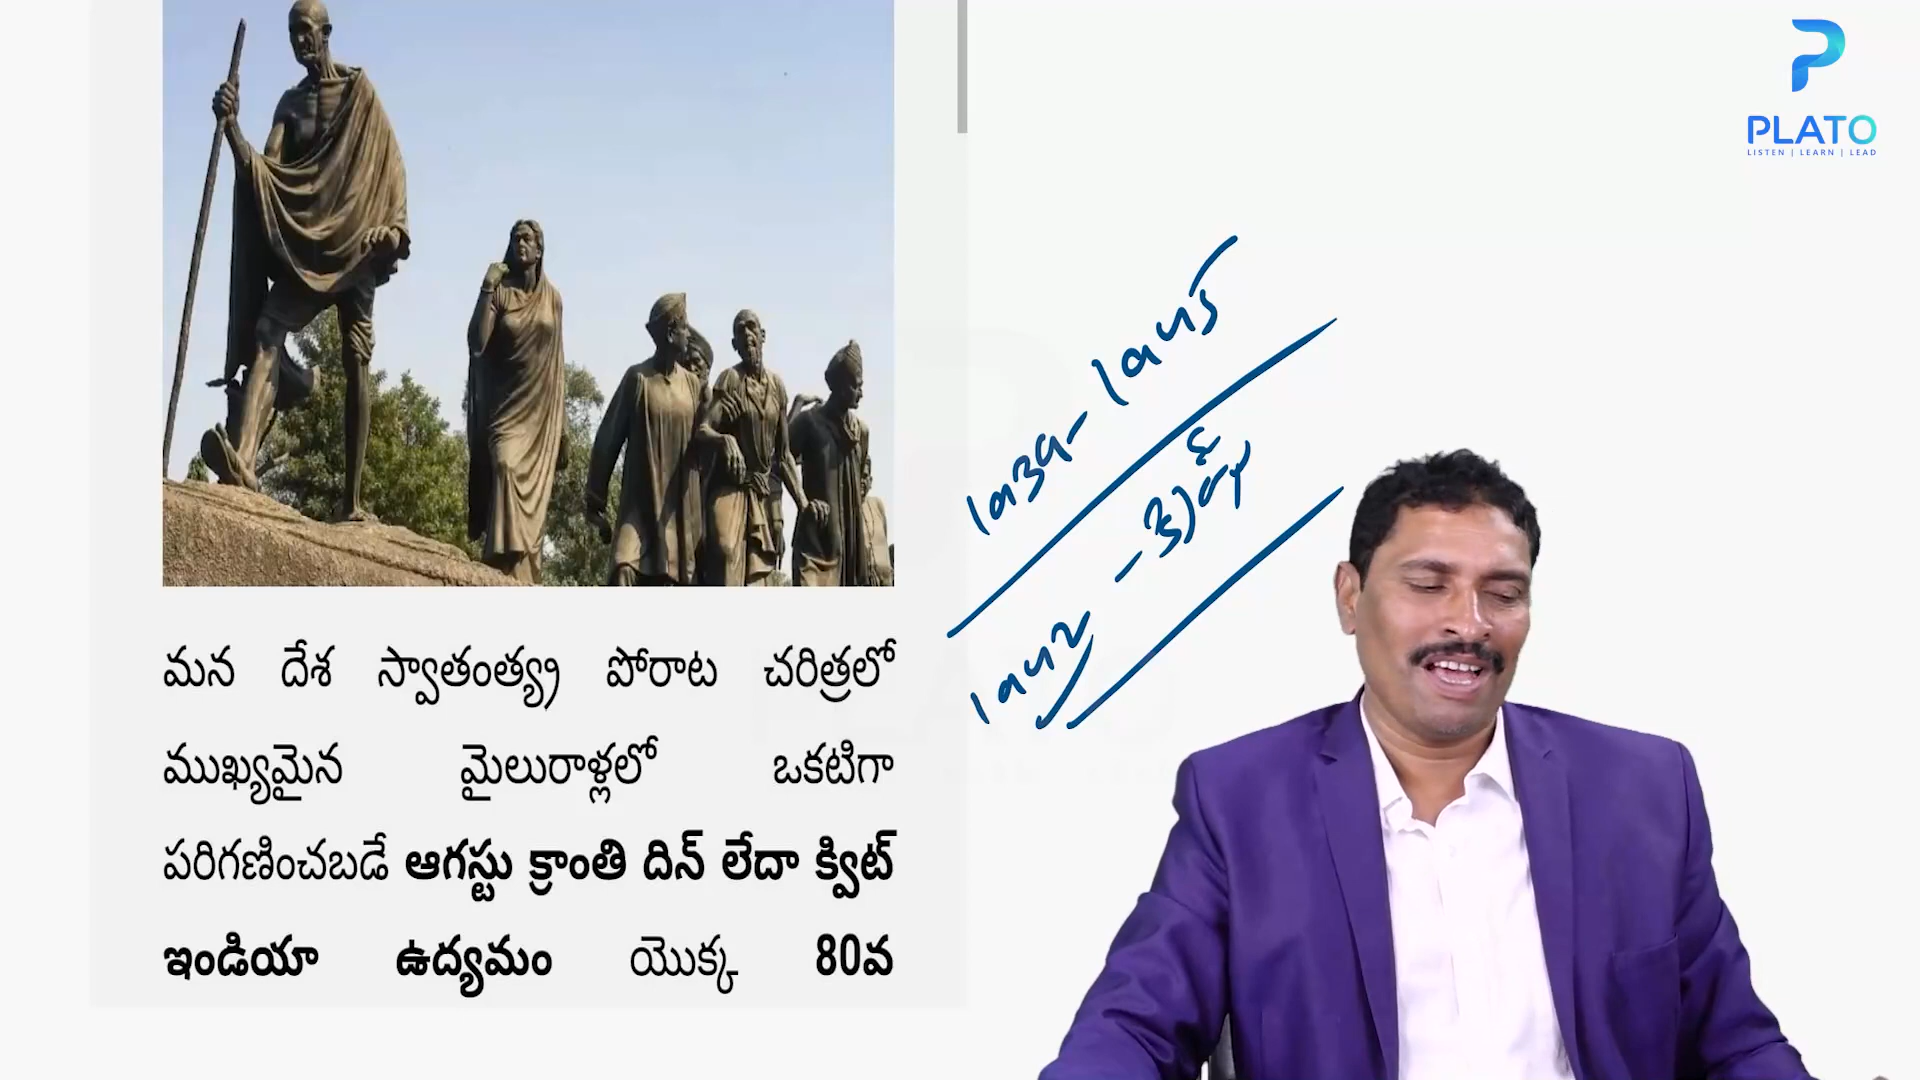 PLATO
LISTEN | LEARN | LEAD
1939-1945
1942 -
మన దేశ స్వాతంత్య్ర పోరాట చరిత్రలో
ముఖ్యమైన మైలురాళ్లలో ఒకటిగా
పరిగణించబడే ఆగస్టు క్రాంతి దిన్ లేదా క్విట్
ఇండియా ఉద్యమం యొక్క 80వ